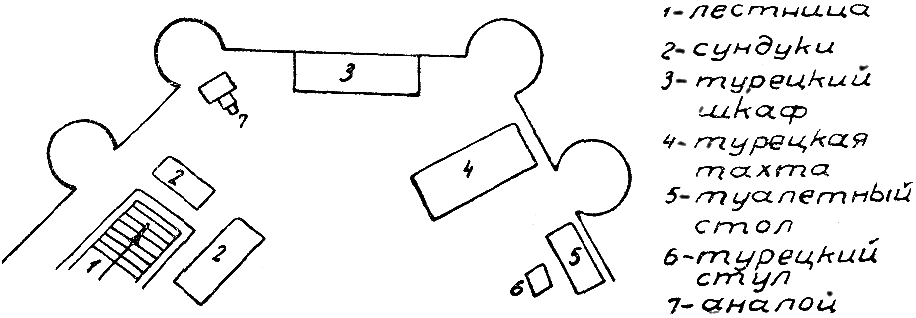 1-лестница
2-сундуки
3-турецкий
шкаф
4-турецкая
тахта
5-туалетный
стол
6-турецкий
стул
7-аналой
3
7
2
4
2
1
5
6